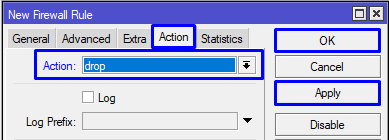 New Firewall Rule
General Advanced Extra Action Statistics
Action: drop
Log
Log Prefix:
OK
Cancel
Apply
Disable